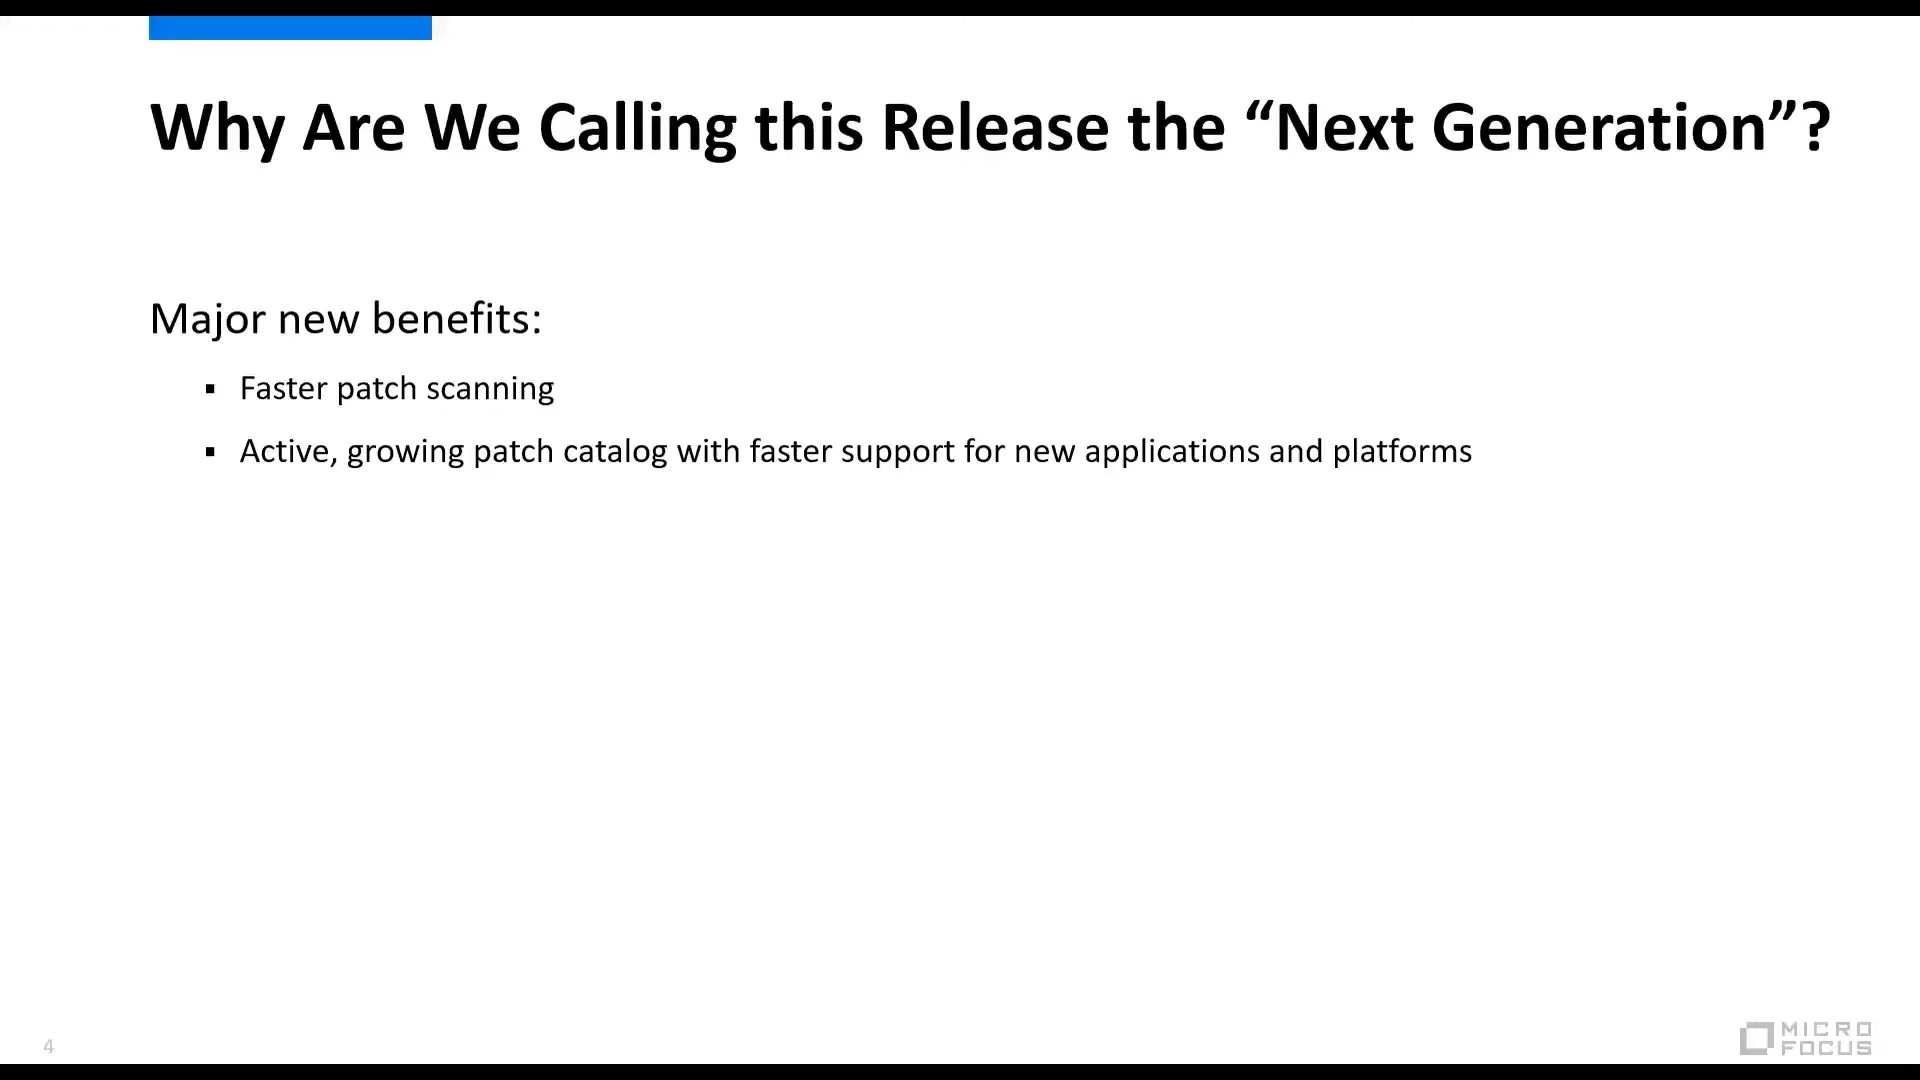 Why Are We Calling this Release the “Next Generation”?
Major new benefits:
▪ Faster patch scanning
▪ Active, growing patch catalog with faster support for new applications and platforms
4
MICRO
FOCUS